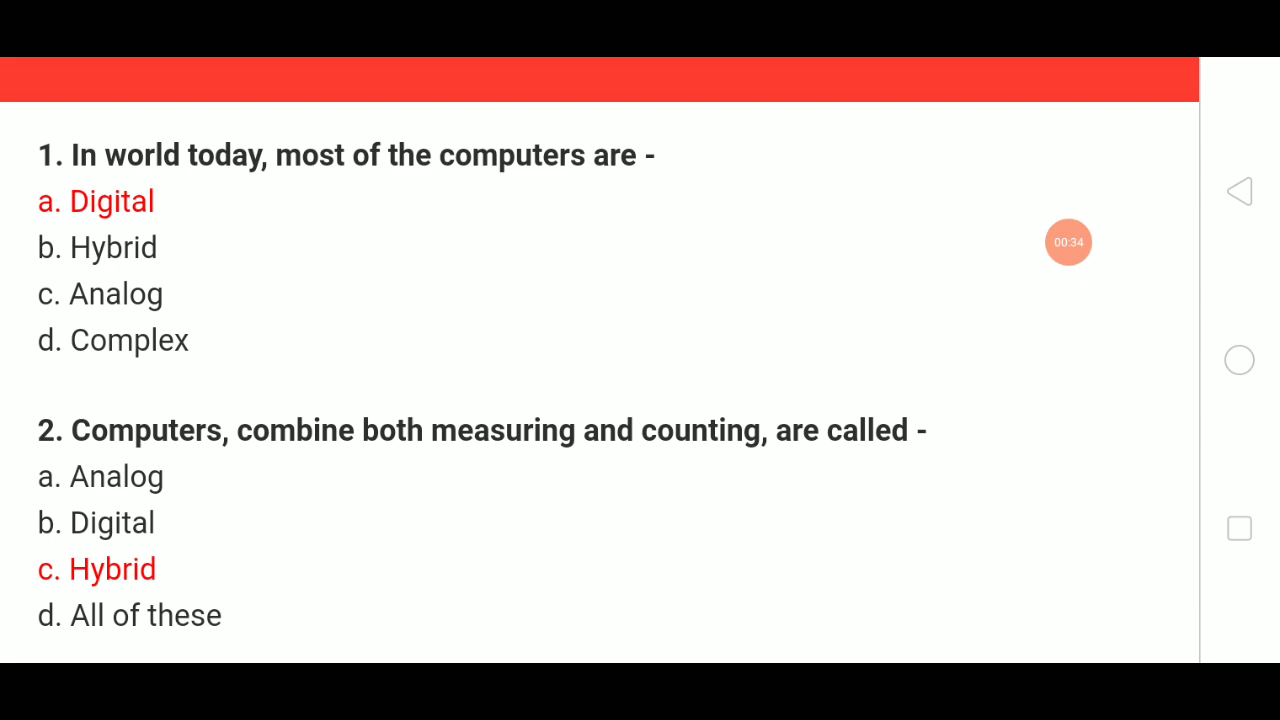 1. In world today, most of the computers are -
a. Digital
b. Hybrid
00:34
c. Analog
d. Complex
2. Computers, combine both measuring and counting, are called -
a. Analog
b. Digital
c. Hybrid
d. All of these